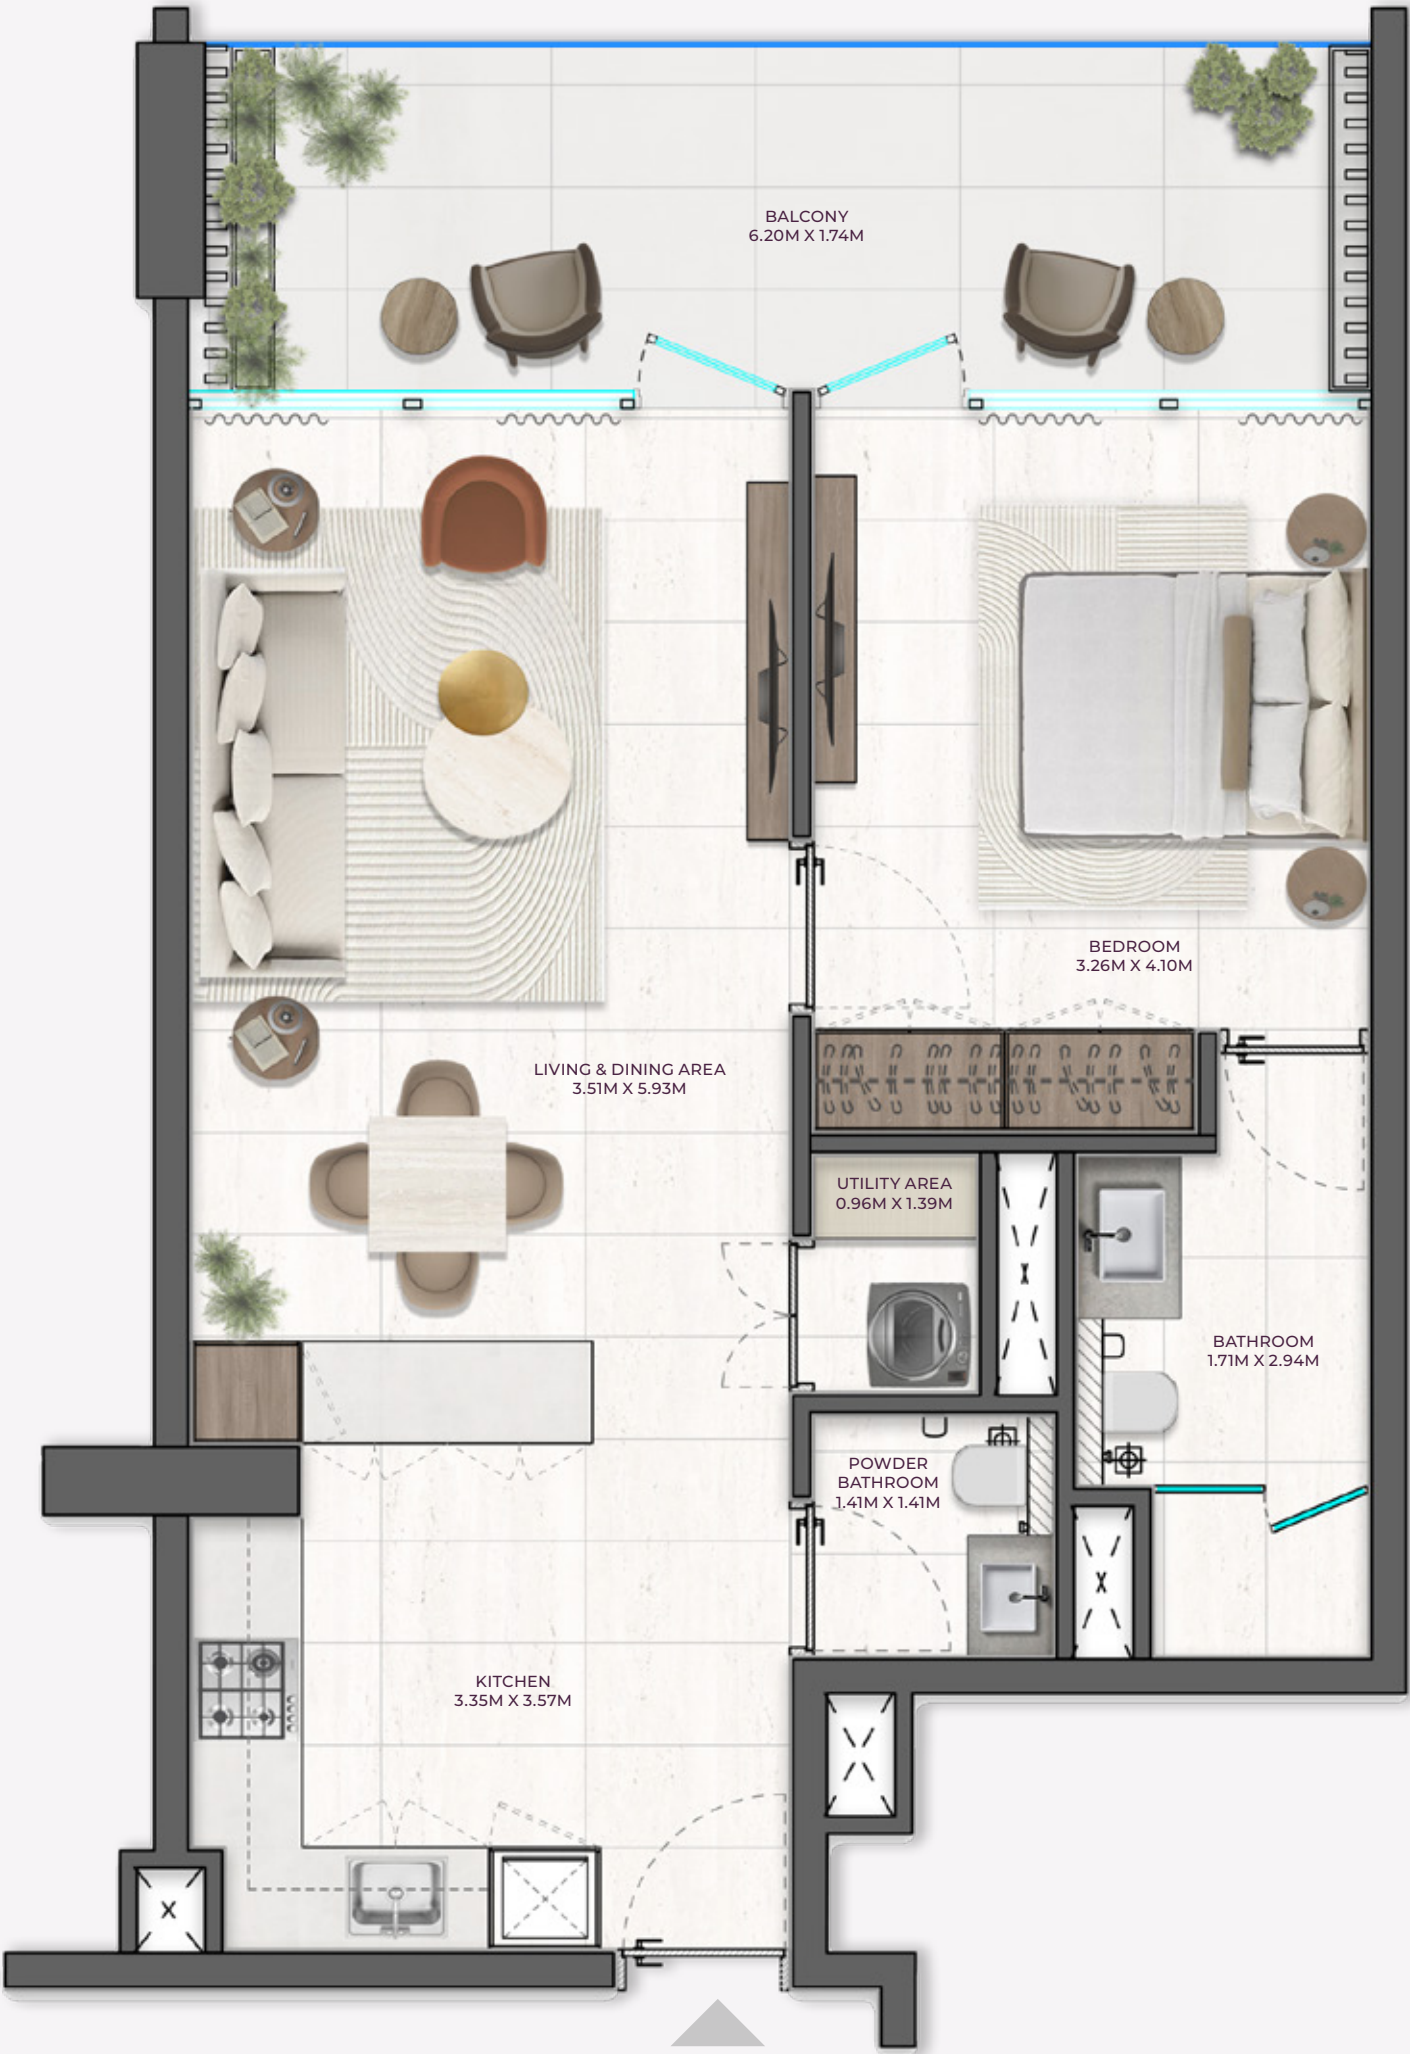 BALCONY
6.20M X 1.74M
BEDROOM
3.26M X 4.10M
LIVING & DINING AREA
3.51M X 5.93M
UTILITY AREA
0.96M X 1.39M
BATHROOM
1.71M X 2.94M
POWDER
BATHROOM
1.41M X 1.41M
KITCHEN
3.35M X 3.57M